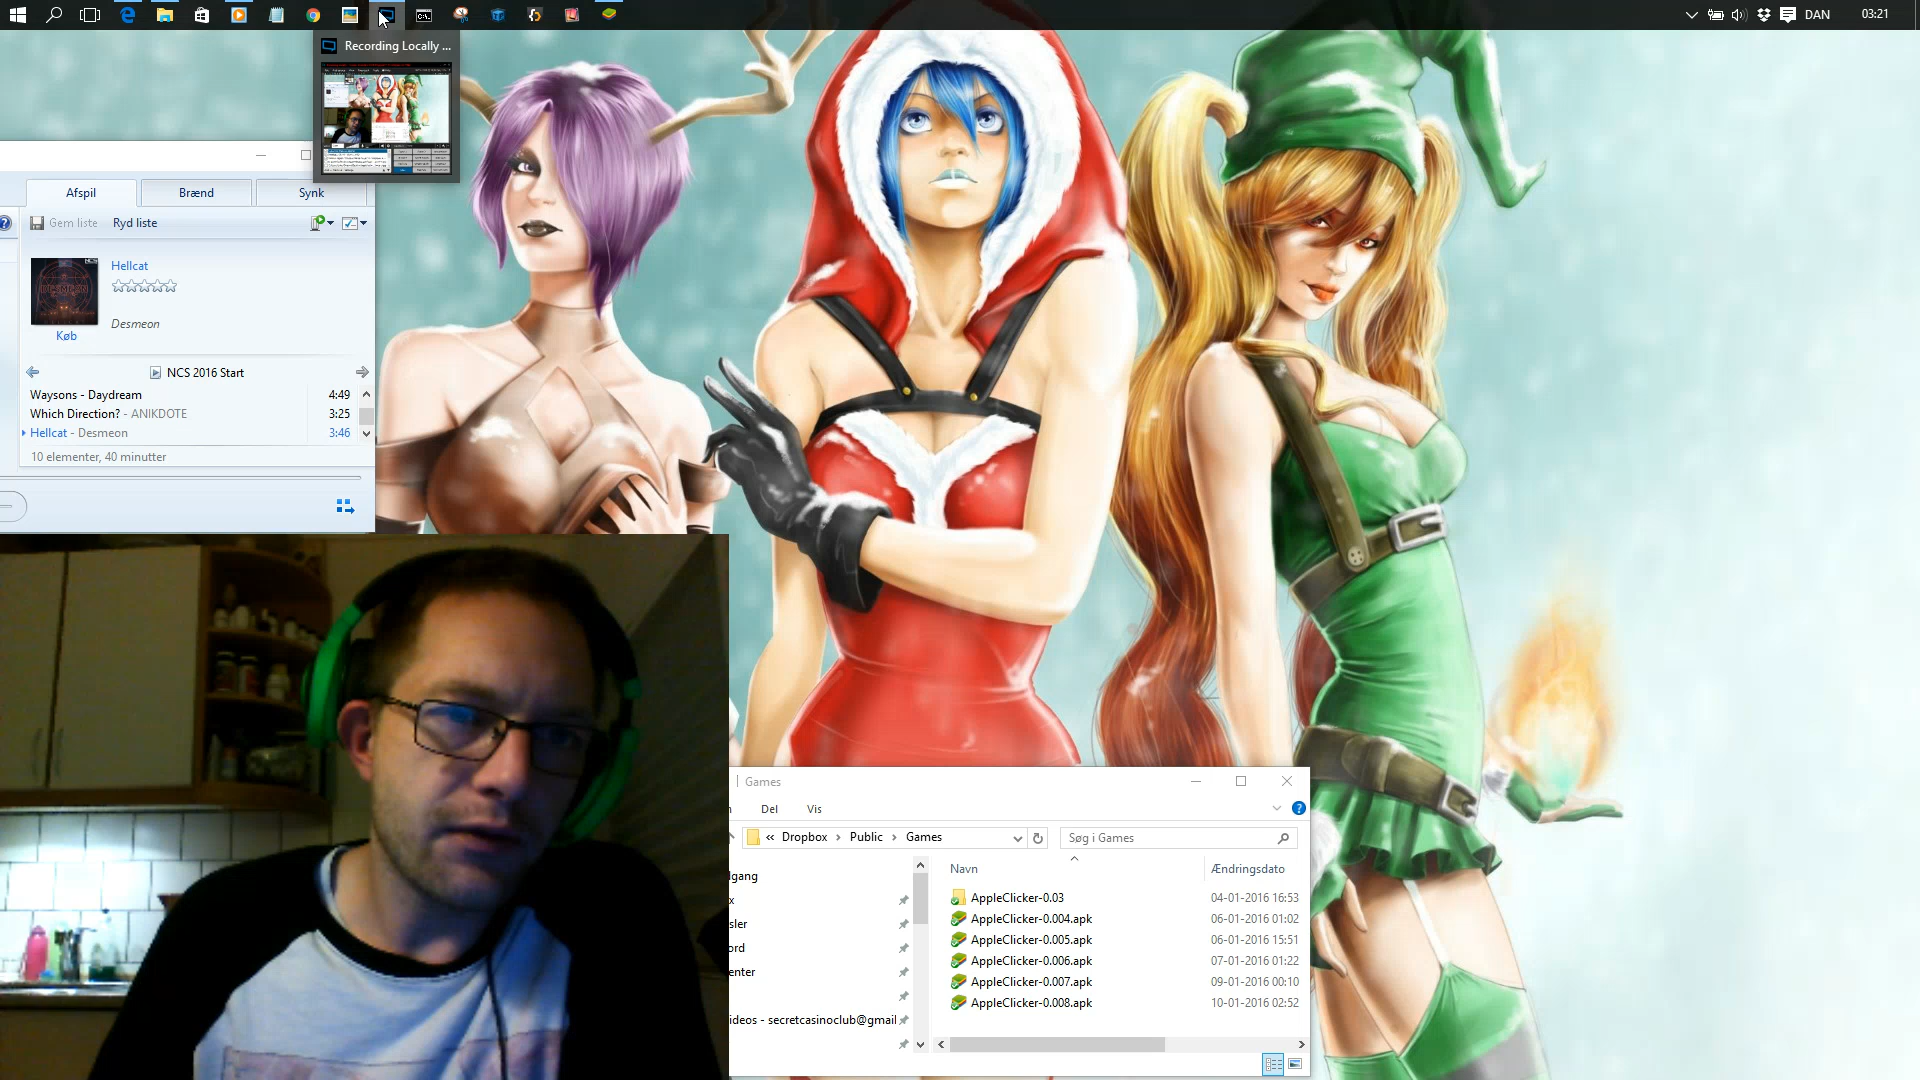 DAN
03:21
Recording Locally ...
Afspil
Brænd
Synk
Gem liste
Ryd liste
Hellcat
NCS
DESMEON
Desmeon
Køb
NCS 2016 Start
Waysons - Daydream 4:49
Which Direction? - ANIKDOTE 3:25
Hellcat - Desmeon 3:46
10 elementer, 40 minutter
Games
Del
Vis
« Dropbox › Public › Games
Søg i Games
Navn
Ændringsdato
lgang
x
sler
ord
enter
ideos - secretcasinoclub@gmail
AppleClicker-0.03 04-01-2016 16:53
AppleClicker-0.004.apk 06-01-2016 01:02
AppleClicker-0.005.apk 06-01-2016 15:51
AppleClicker-0.006.apk 07-01-2016 01:22
AppleClicker-0.007.apk 09-01-2016 00:10
AppleClicker-0.008.apk 10-01-2016 02:52